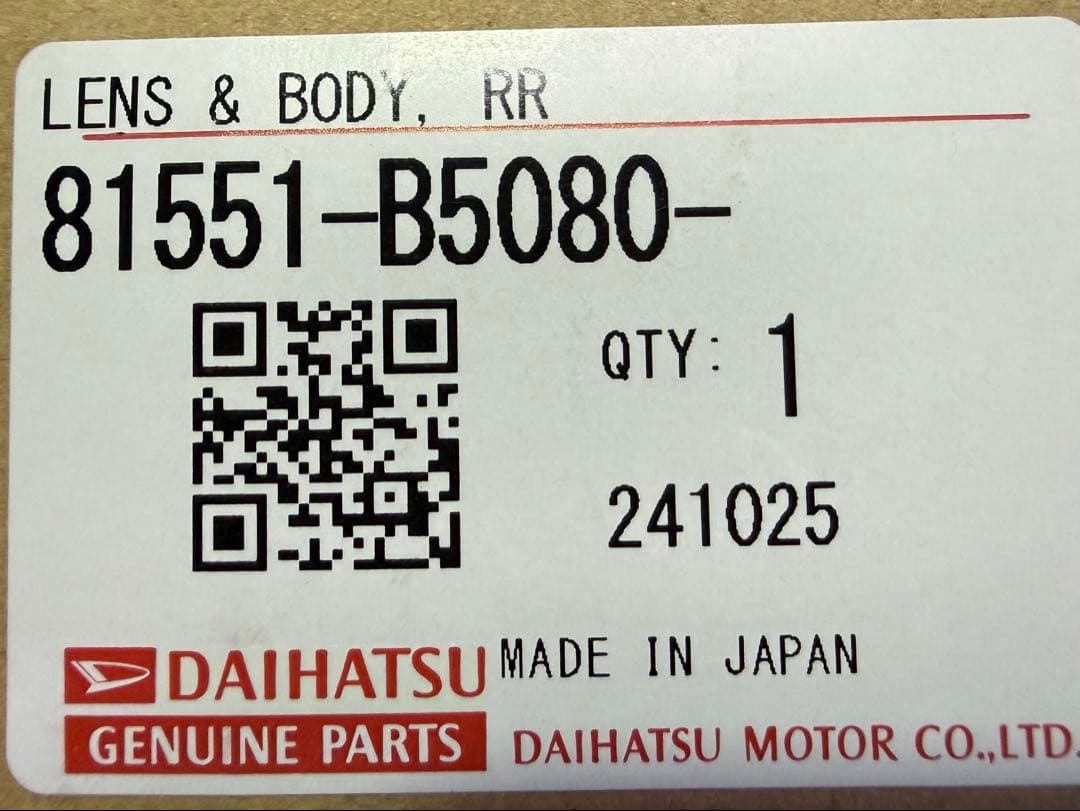 LENS & BODY, RR
81551-B5080-
QTY: 1
241025
DAIHATSU MADE IN JAPAN
GENUINE PARTS DAIHATSU MOTOR CO.,LTD.